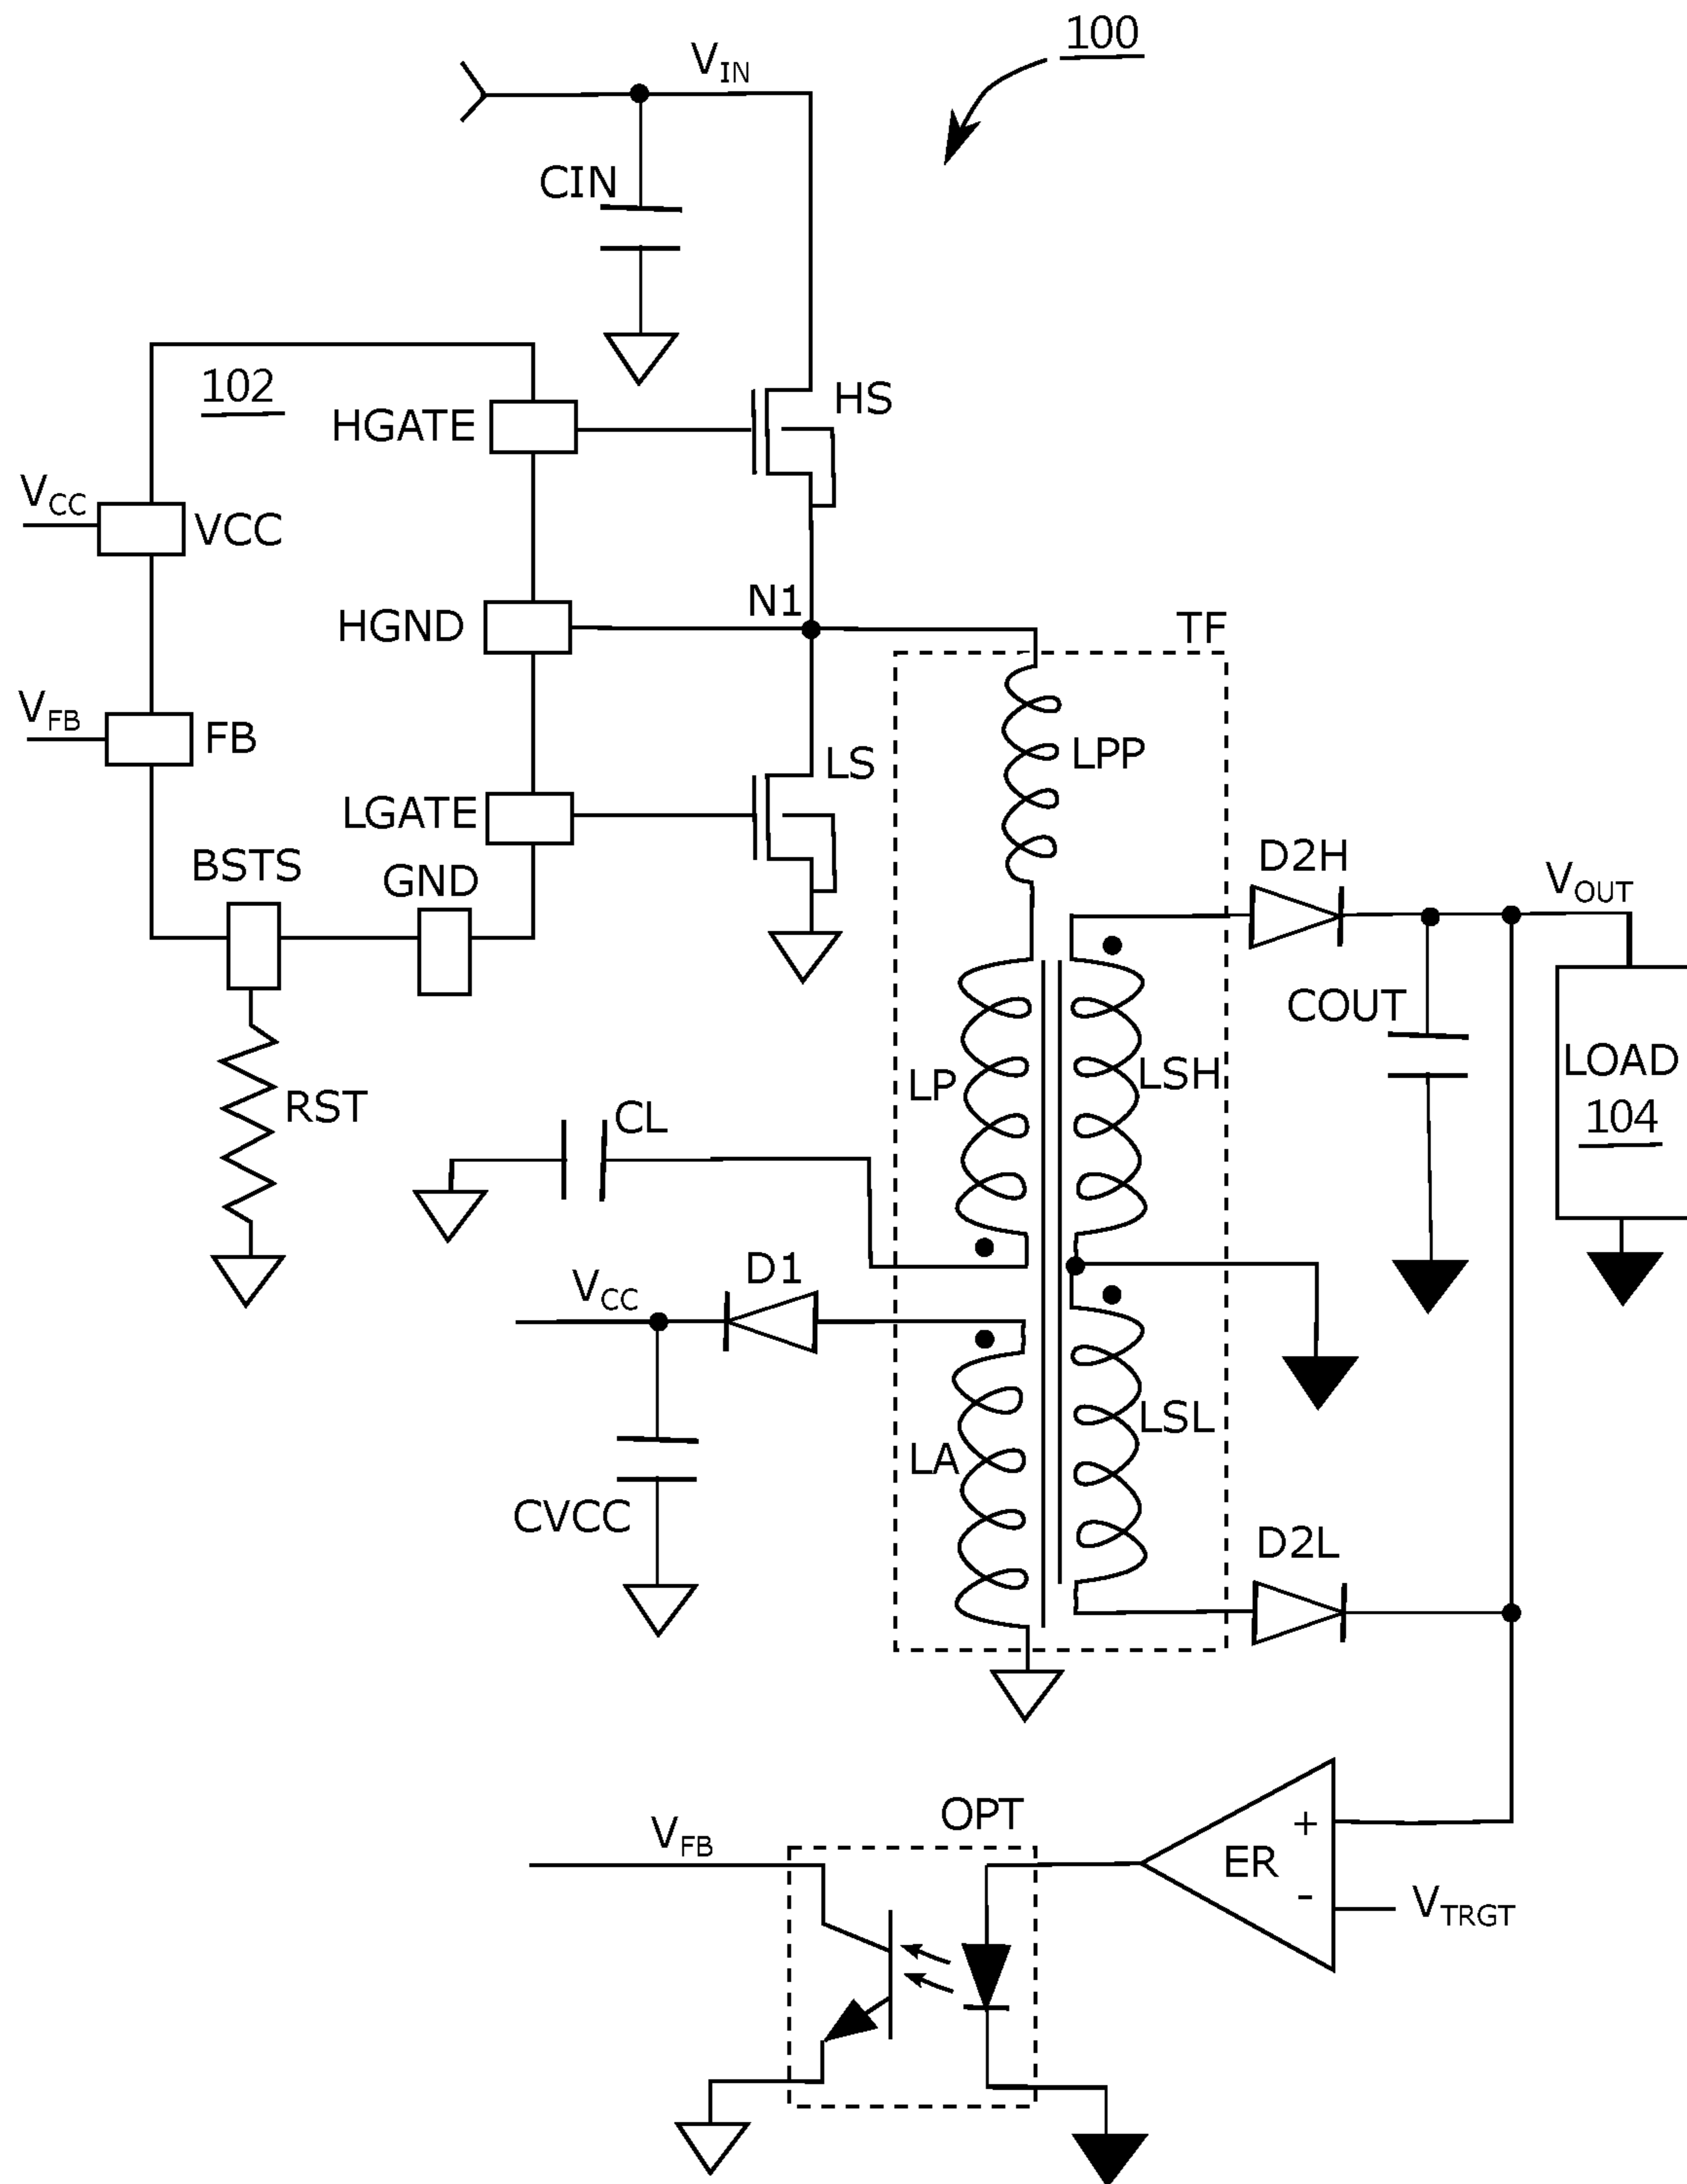 100
VIN
CIN
102
HS
HGATE
VCC
VCC
N1
HGND
TF
VFB
FB
LPP
LS
LGATE
BSTS
GND
D2H
VOUT
COUT
LOAD
104
LP
LSH
RST
CL
D1
VCC
LSL
LA
CVCC
D2L
OPT
VFB
+
ER
-
VTRGT